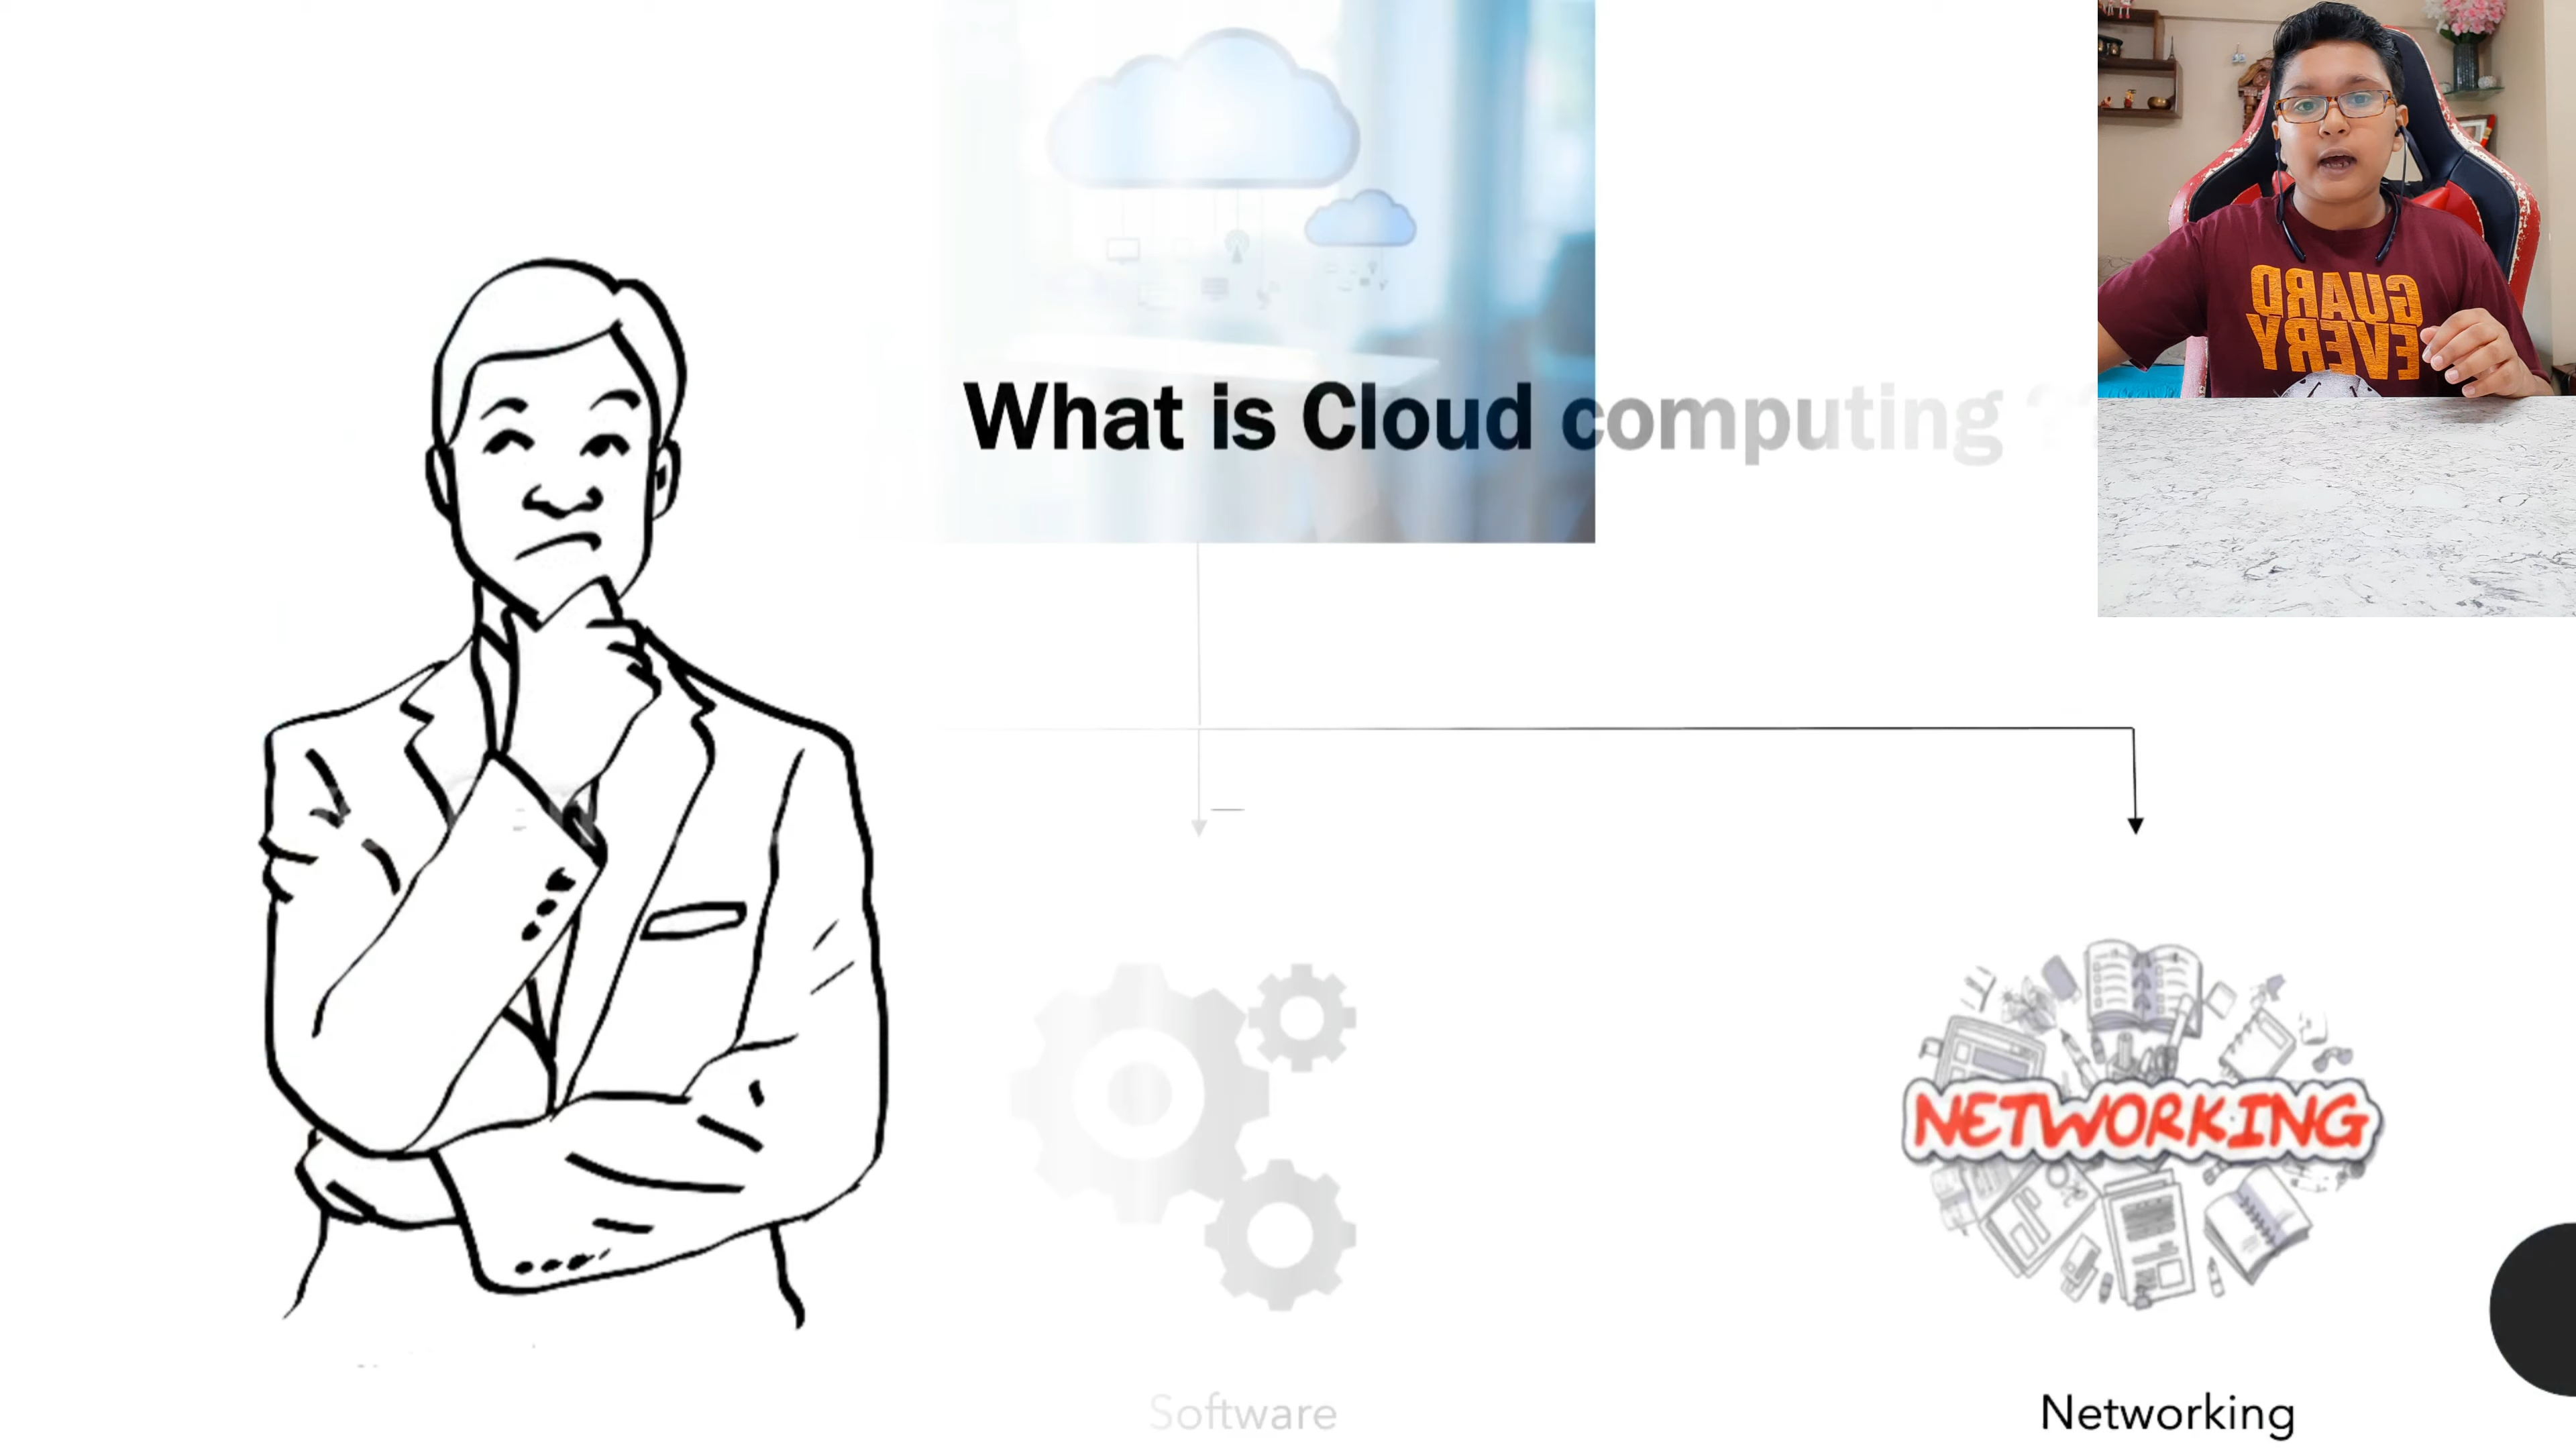 What is Cloud computing ??
GUARD
EVERY
NETWORKING
Software
Networking